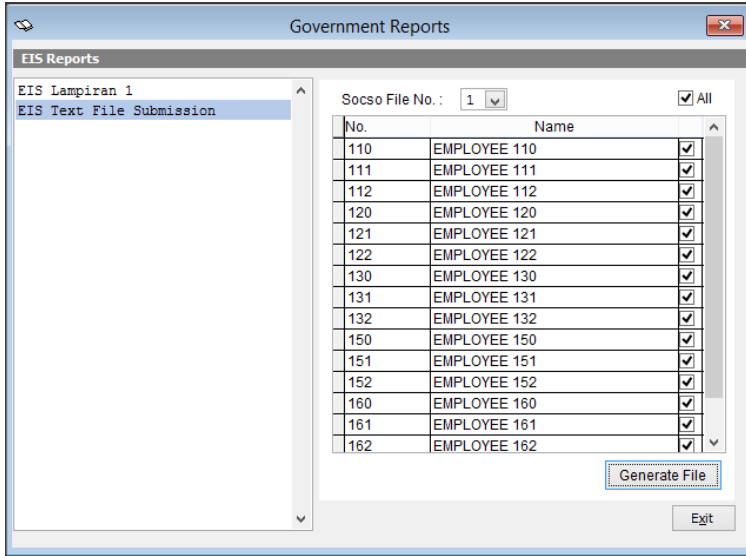 Government Reports
EIS Reports
EIS Lampiran 1
EIS Text File Submission
Socso File No. : 1 All
No. Name
110 EMPLOYEE 110
111 EMPLOYEE 111
112 EMPLOYEE 112
120 EMPLOYEE 120
121 EMPLOYEE 121
122 EMPLOYEE 122
130 EMPLOYEE 130
131 EMPLOYEE 131
132 EMPLOYEE 132
150 EMPLOYEE 150
151 EMPLOYEE 151
152 EMPLOYEE 152
160 EMPLOYEE 160
161 EMPLOYEE 161
162 EMPLOYEE 162
Generate File
Exit